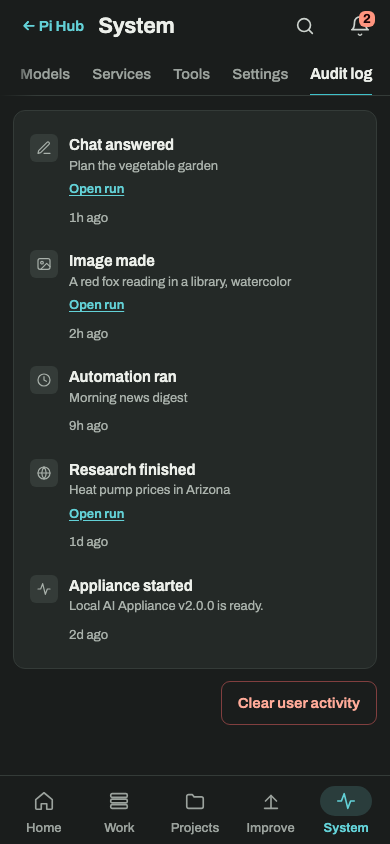 ← Pi Hub System 2
Models Services Tools Settings Audit log
Chat answered
Plan the vegetable garden
Open run
1h ago
Image made
A red fox reading in a library, watercolor
Open run
2h ago
Automation ran
Morning news digest
9h ago
Research finished
Heat pump prices in Arizona
Open run
1d ago
Appliance started
Local AI Appliance v2.0.0 is ready.
2d ago
Clear user activity
Home Work Projects Improve System